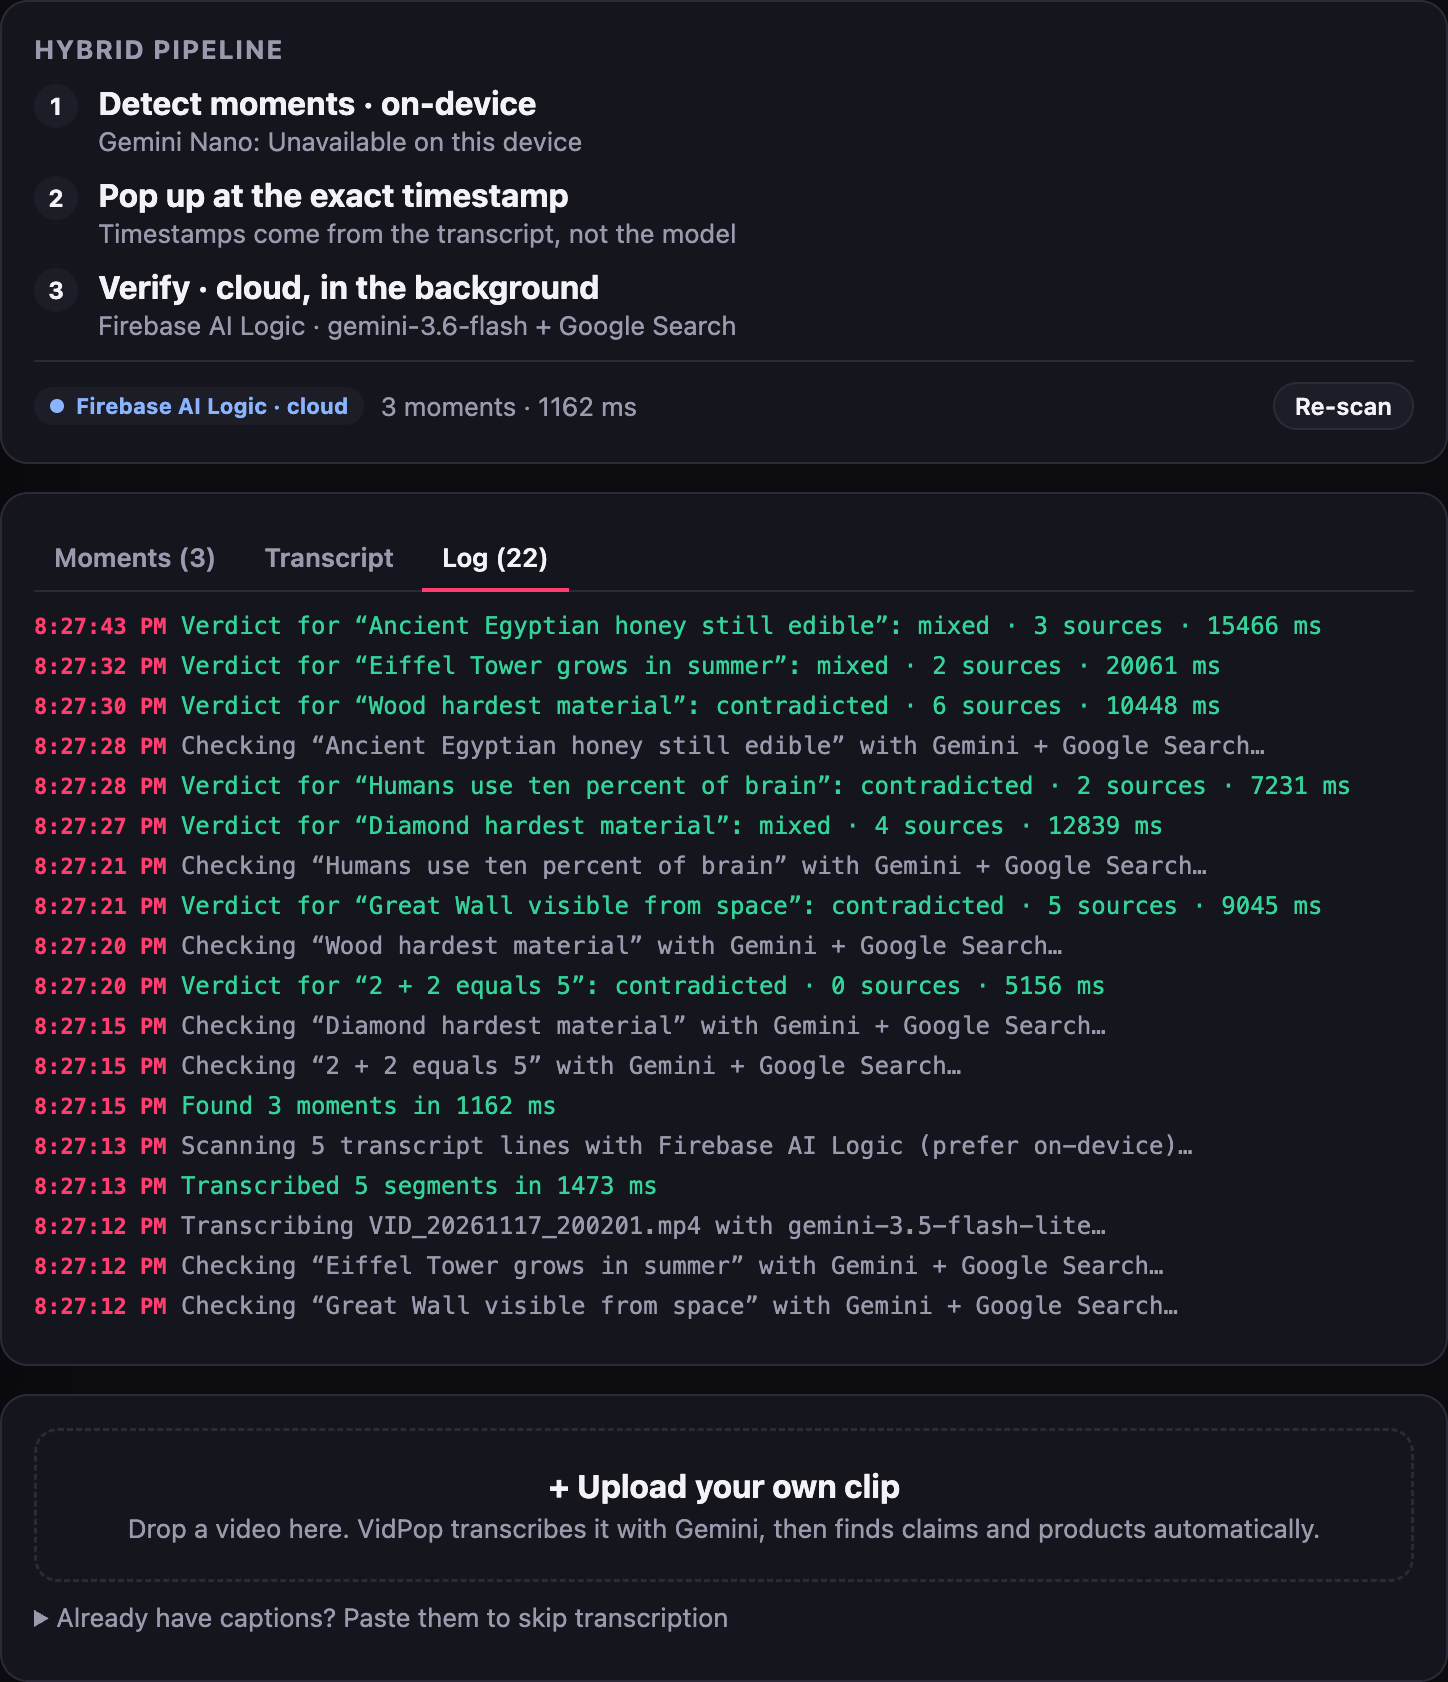 HYBRID PIPELINE
1 Detect moments · on-device
Gemini Nano: Unavailable on this device
2 Pop up at the exact timestamp
Timestamps come from the transcript, not the model
3 Verify · cloud, in the background
Firebase AI Logic · gemini-3.6-flash + Google Search
Firebase AI Logic · cloud 3 moments · 1162 ms Re-scan
Moments (3) Transcript Log (22)
8:27:43 PM Verdict for “Ancient Egyptian honey still edible”: mixed · 3 sources · 15466 ms
8:27:32 PM Verdict for “Eiffel Tower grows in summer”: mixed · 2 sources · 20061 ms
8:27:30 PM Verdict for “Wood hardest material”: contradicted · 6 sources · 10448 ms
8:27:28 PM Checking “Ancient Egyptian honey still edible” with Gemini + Google Search…
8:27:28 PM Verdict for “Humans use ten percent of brain”: contradicted · 2 sources · 7231 ms
8:27:27 PM Verdict for “Diamond hardest material”: mixed · 4 sources · 12839 ms
8:27:21 PM Checking “Humans use ten percent of brain” with Gemini + Google Search…
8:27:21 PM Verdict for “Great Wall visible from space”: contradicted · 5 sources · 9045 ms
8:27:20 PM Checking “Wood hardest material” with Gemini + Google Search…
8:27:20 PM Verdict for “2 + 2 equals 5”: contradicted · 0 sources · 5156 ms
8:27:15 PM Checking “Diamond hardest material” with Gemini + Google Search…
8:27:15 PM Checking “2 + 2 equals 5” with Gemini + Google Search…
8:27:15 PM Found 3 moments in 1162 ms
8:27:13 PM Scanning 5 transcript lines with Firebase AI Logic (prefer on-device)…
8:27:13 PM Transcribed 5 segments in 1473 ms
8:27:12 PM Transcribing VID_20261117_200201.mp4 with gemini-3.5-flash-lite…
8:27:12 PM Checking “Eiffel Tower grows in summer” with Gemini + Google Search…
8:27:12 PM Checking “Great Wall visible from space” with Gemini + Google Search…
+ Upload your own clip
Drop a video here. VidPop transcribes it with Gemini, then finds claims and products automatically.
▶ Already have captions? Paste them to skip transcription